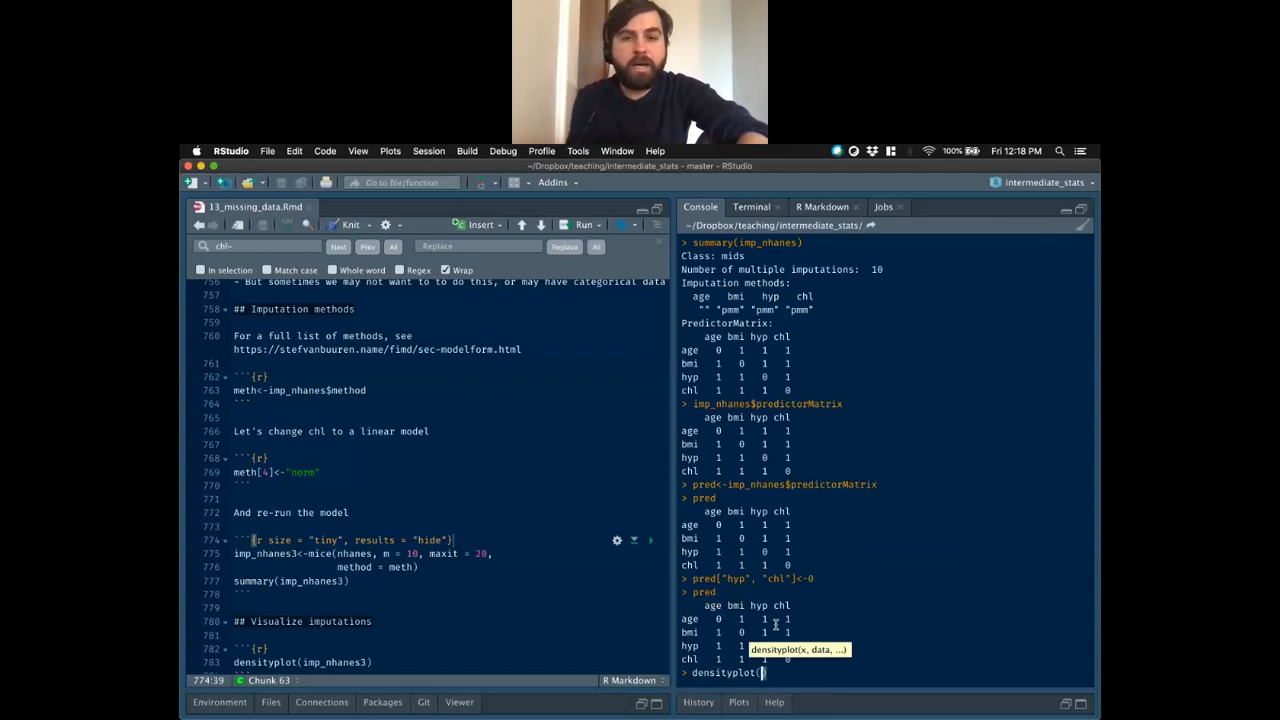 RStudio File Edit Code View Plots Session Build Debug Profile Tools Window Help 100% Fri 12:18 PM
~/Dropbox/teaching/intermediate_stats - master - RStudio
Go to file/function Addins intermediate_stats
13_missing_data.Rmd
Knit Insert Run
chl~ Next Prev All Replace Replace All
In selection Match case Whole word Regex Wrap
756 - But sometimes we may not want to to do this, or may have categorical data
757
758 ## Imputation methods
759
760 For a full list of methods, see
https://stefvanbuuren.name/fimd/sec-modelform.html
761
762 ```{r}
763 meth<-imp_nhanes$method
764 ```
765
766 Let's change chl to a linear model
767
768 ```{r}
769 meth[4]<-"norm"
770 ```
771
772 And re-run the model
773
774 ```{r size = "tiny", results = "hide"}
775 imp_nhanes3<-mice(nhanes, m = 10, maxit = 20,
776 method = meth)
777 summary(imp_nhanes3)
778 ```
779
780 ## Visualize imputations
781
782 ```{r}
783 densityplot(imp_nhanes3)
774:39 Chunk 63 R Markdown
Environment Files Connections Packages Git Viewer
Console Terminal R Markdown Jobs
~/Dropbox/teaching/intermediate_stats/
> summary(imp_nhanes)
Class: mids
Number of multiple imputations: 10
Imputation methods:
age bmi hyp chl
"" "pmm" "pmm" "pmm"
PredictorMatrix:
age bmi hyp chl
age 0 1 1 1
bmi 1 0 1 1
hyp 1 1 0 1
chl 1 1 1 0
> imp_nhanes$predictorMatrix
age bmi hyp chl
age 0 1 1 1
bmi 1 0 1 1
hyp 1 1 0 1
chl 1 1 1 0
> pred<-imp_nhanes$predictorMatrix
> pred
age bmi hyp chl
age 0 1 1 1
bmi 1 0 1 1
hyp 1 1 0 1
chl 1 1 1 0
> pred["hyp", "chl"]<-0
> pred
age bmi hyp chl
age 0 1 1 1
bmi 1 0 1 1
hyp 1 1
densityplot(x, data, ...)
chl 1 1 1 0
> densityplot()
History Plots Help